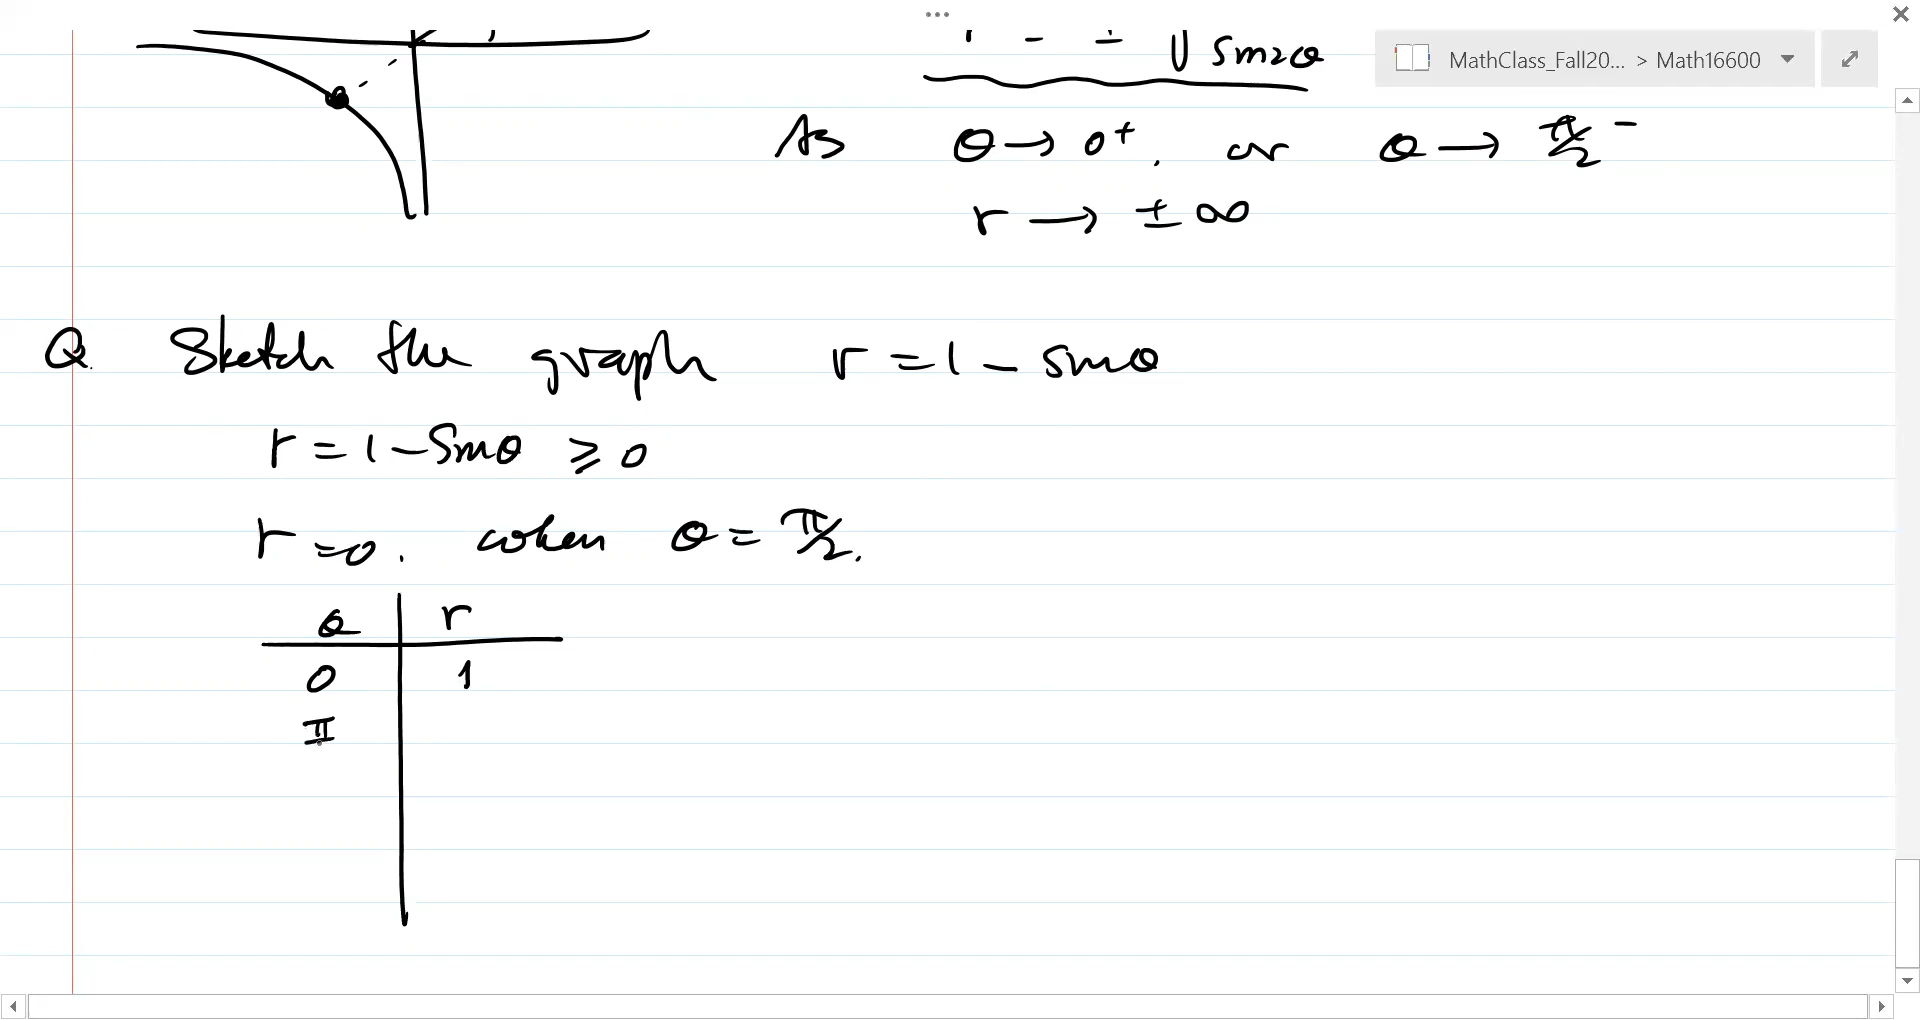 r = ± √sin2θ
MathClass_Fall20... > Math16600
As θ → 0⁺, or θ → π/2⁻
r → ± ∞
Q. Sketch the graph r = 1 - sinθ
r = 1 - sinθ ⩾ 0
r = 0. when θ = π/2.
θ r
0 1
π